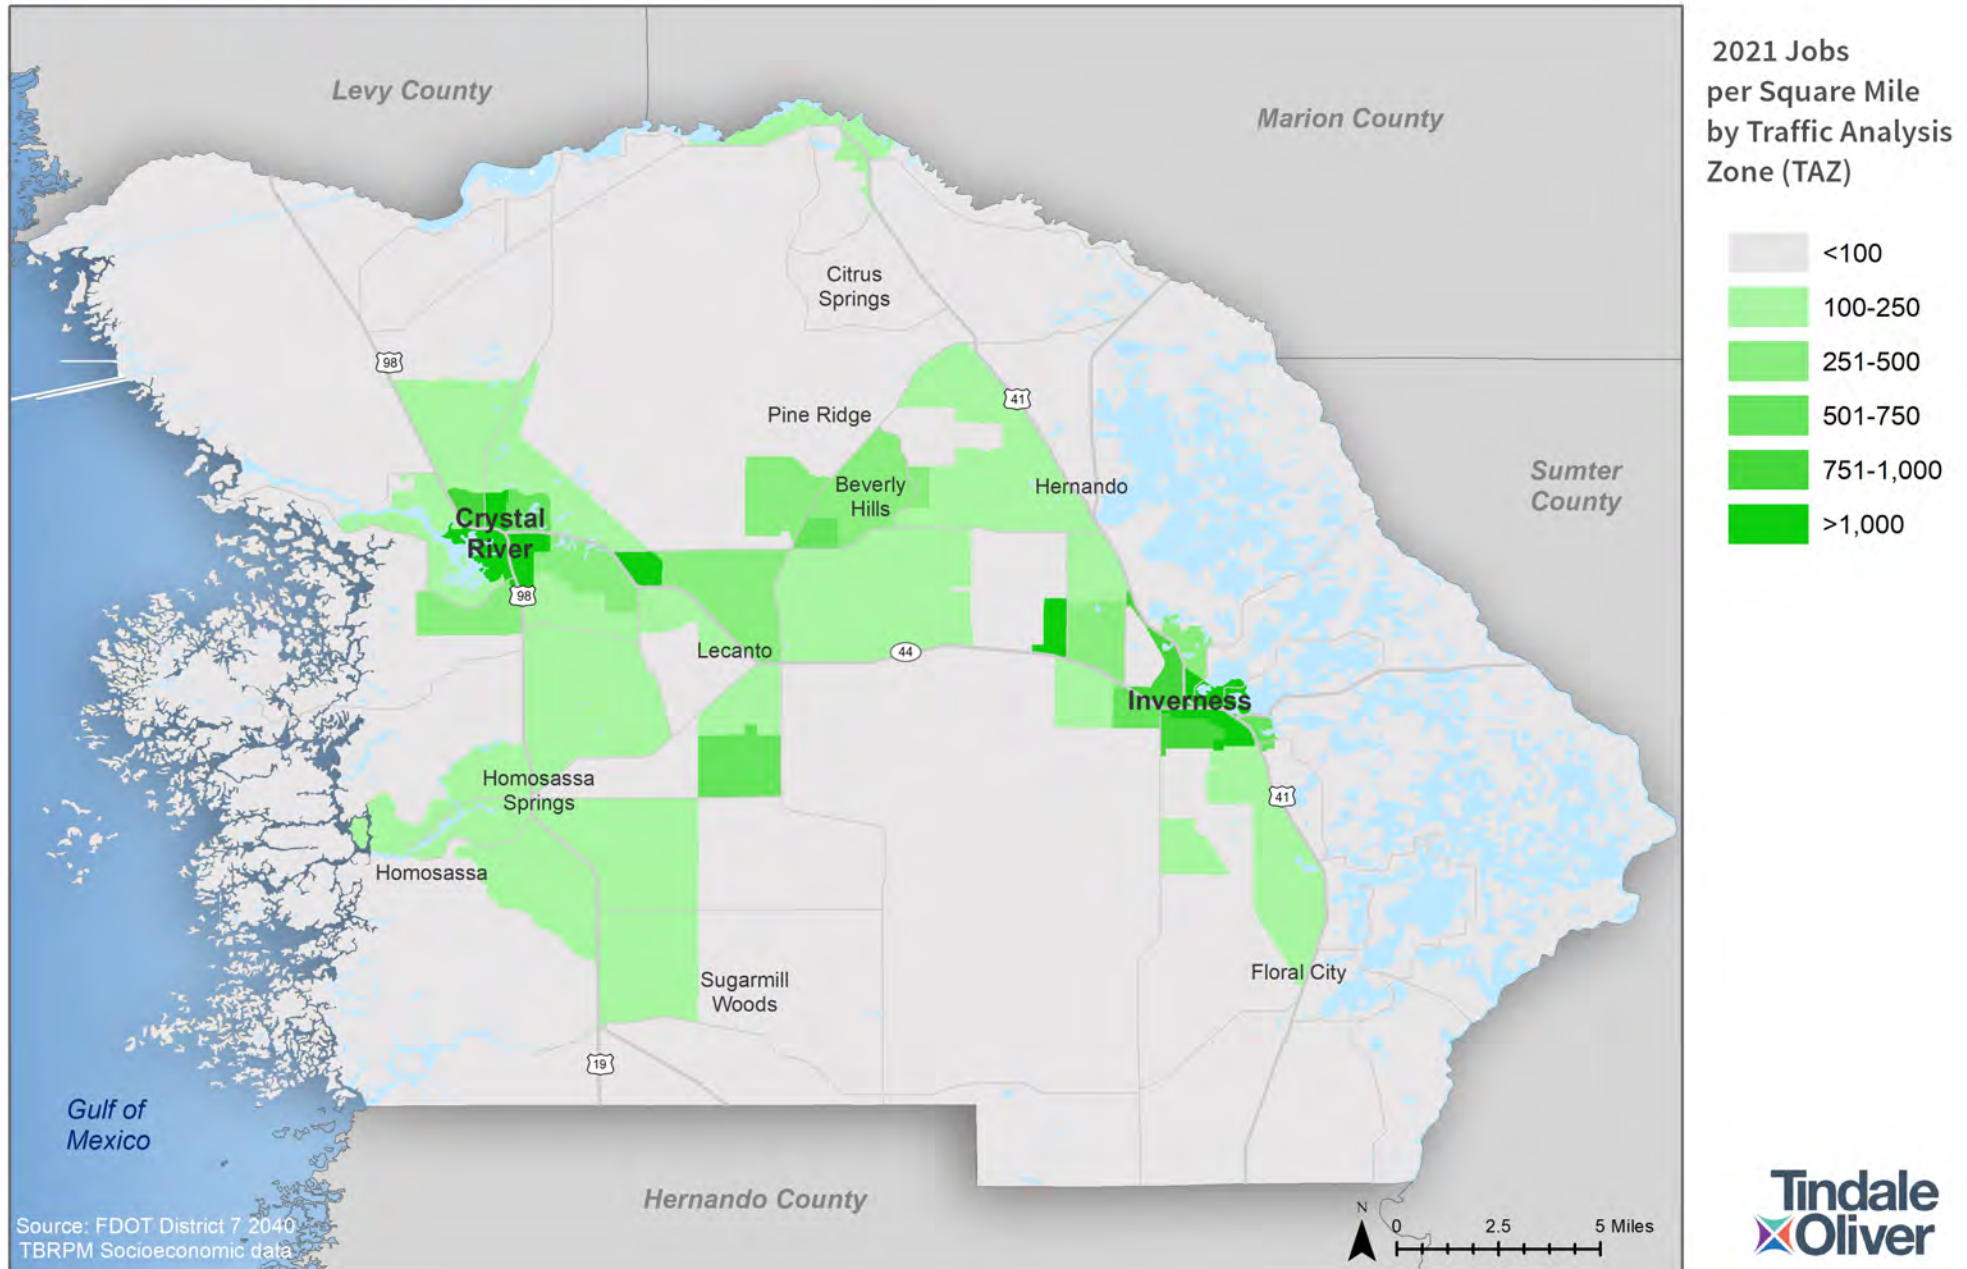 2021 Jobs
per Square Mile
by Traffic Analysis
Zone (TAZ)
<100
100-250
251-500
501-750
751-1,000
>1,000
Levy County
Marion County
Citrus
Springs
98
41
Pine Ridge
Sumter
County
Beverly
Hills
Hernando
Crystal
River
98
Lecanto
44
Inverness
Homosassa
Springs
41
Homosassa
Floral City
Sugarmill
Woods
19
Gulf of
Mexico
Hernando County
Source: FDOT District 7 2040
TBRPM Socioeconomic data
N
0 2.5 5 Miles
Tindale
Oliver